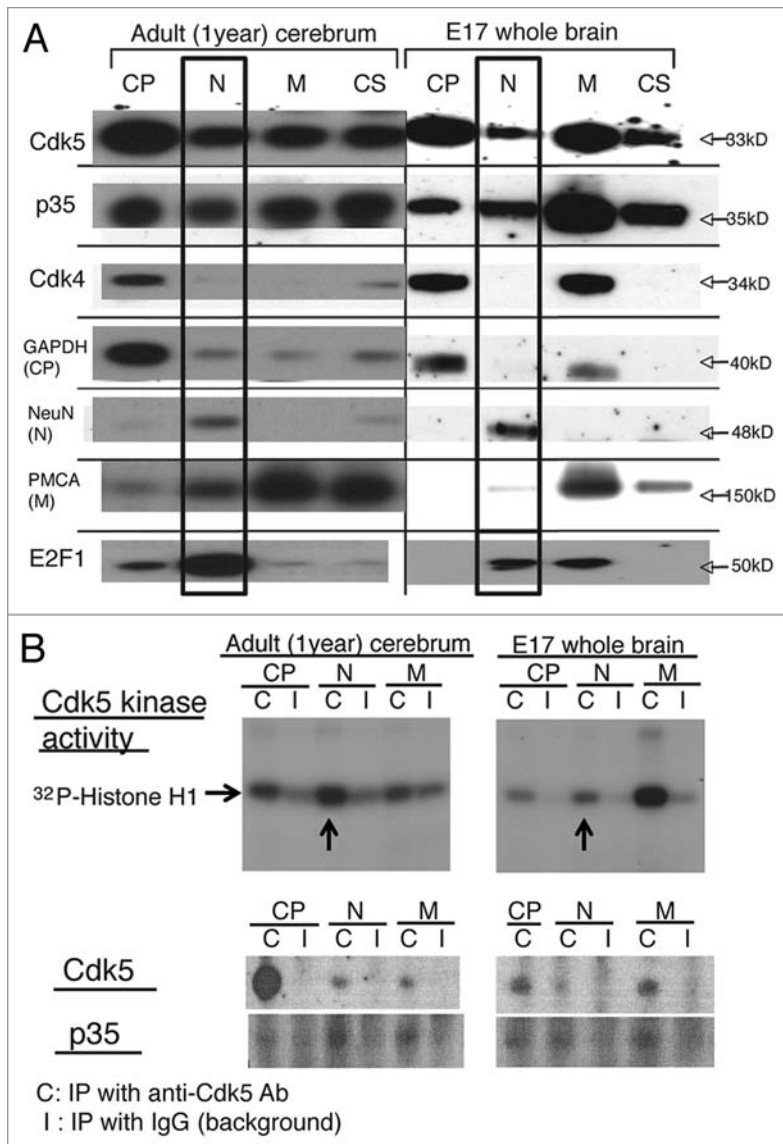 A
Adult (1year) cerebrum E17 whole brain
CP N M CS CP N M CS
Cdk5 33kD
p35 35kD
Cdk4 34kD
GAPDH
(CP) 40kD
NeuN
(N) 48kD
PMCA
(M) 150kD
E2F1 50kD
B
Adult (1year) cerebrum E17 whole brain
CP N M CP N M
C I C I C I C I C I C I
Cdk5 kinase
activity
³²P-Histone H1
CP N M CP N M
C I C I C I C C I C I
Cdk5
p35
C: IP with anti-Cdk5 Ab
I : IP with IgG (background)